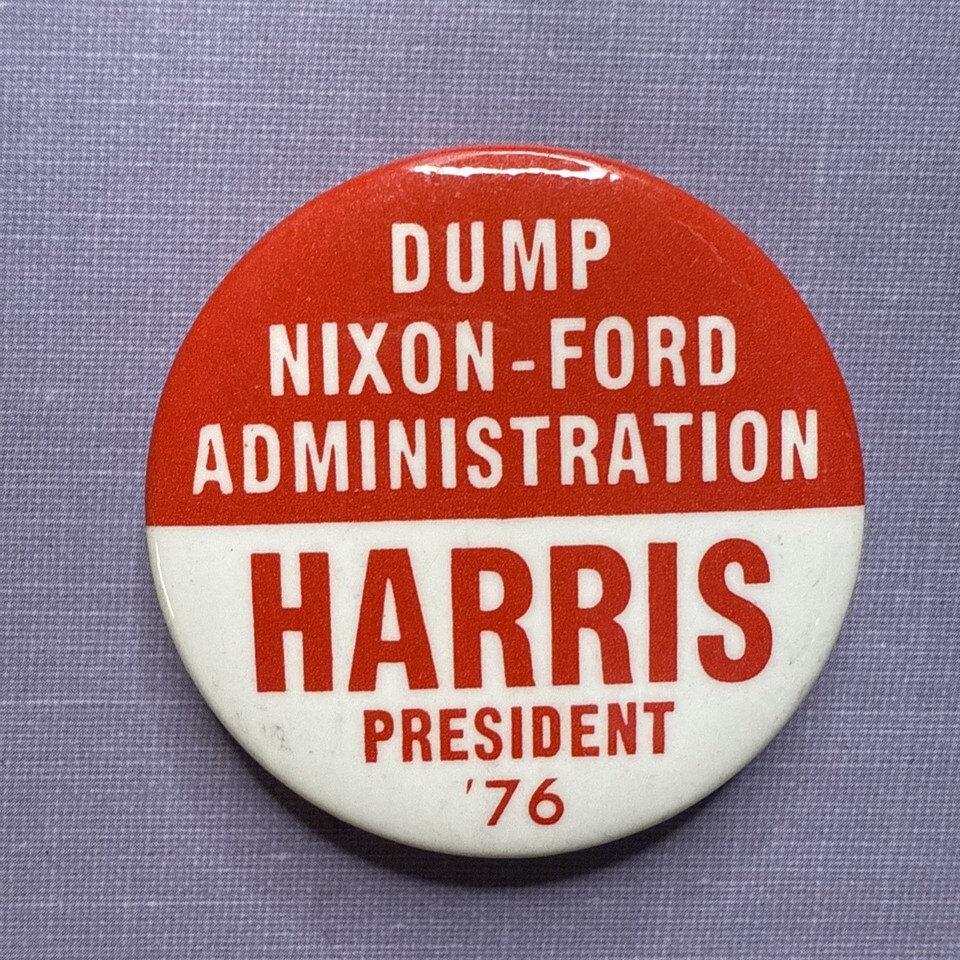 DUMP
NIXON-FORD
ADMINISTRATION
HARRIS
PRESIDENT
'76